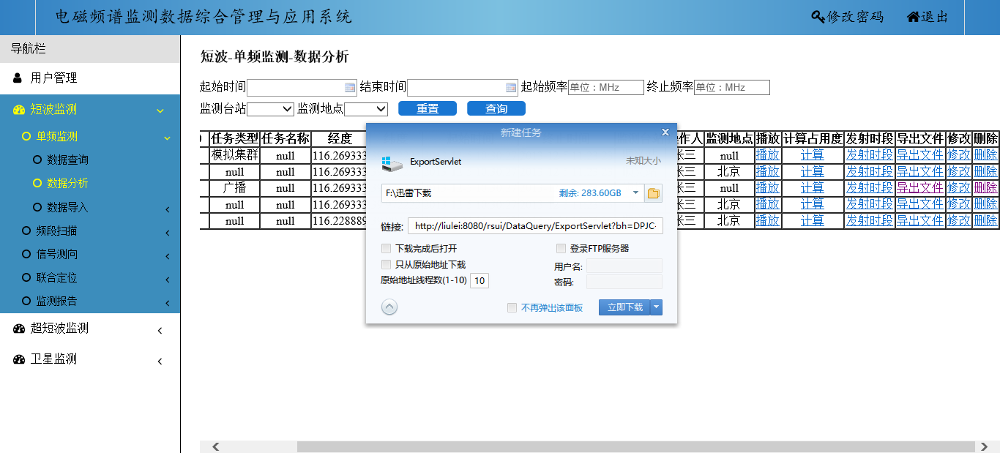 电磁频谱监测数据综合管理与应用系统
修改密码 退出
导航栏
用户管理
短波监测
单频监测
数据查询
数据分析
数据导入
频段扫描
信号测向
联合定位
监测报告
超短波监测
卫星监测
短波-单频监测-数据分析
起始时间 结束时间 起始频率 单位：MHz 终止频率 单位：MHz
监测台站 监测地点 重置 查询
任务类型 任务名称 经度 作人 监测地点 播放 计算占用度 发射时段 导出文件 修改 删除
模拟集群 null 116.269333 张三 null 播放 计算 发射时段 导出文件 修改 删除
null null 116.269333 张三 北京 播放 计算 发射时段 导出文件 修改 删除
广播 null 116.269333 张三 null 播放 计算 发射时段 导出文件 修改 删除
null null 116.269333 张三 北京 播放 计算 发射时段 导出文件 修改 删除
null null 116.228889 张三 北京 播放 计算 发射时段 导出文件 修改 删除
新建任务
ExportServlet 未知大小
F:\迅雷下载 剩余: 283.60GB
链接: http://liulei:8080/rsui/DataQuery/ExportServlet?bh=DPJC-
下载完成后打开 登录FTP服务器
只从原始地址下载 用户名:
原始地址线程数(1-10) 10 密码:
不再弹出该面板 立即下载